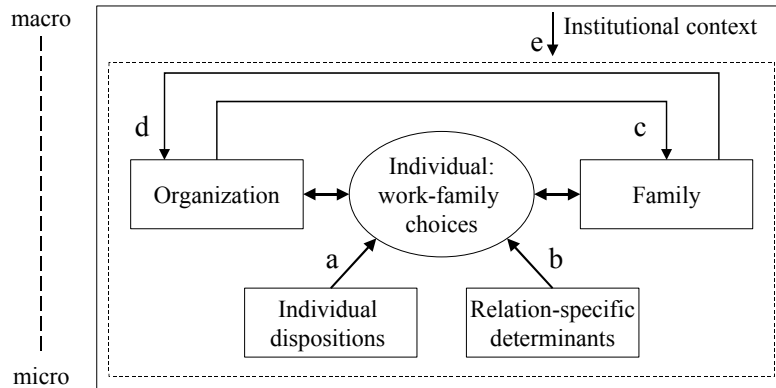 macro
e
Institutional context
d
c
Organization
Individual:
work-family
choices
Family
a
b
Individual
dispositions
Relation-specific
determinants
micro